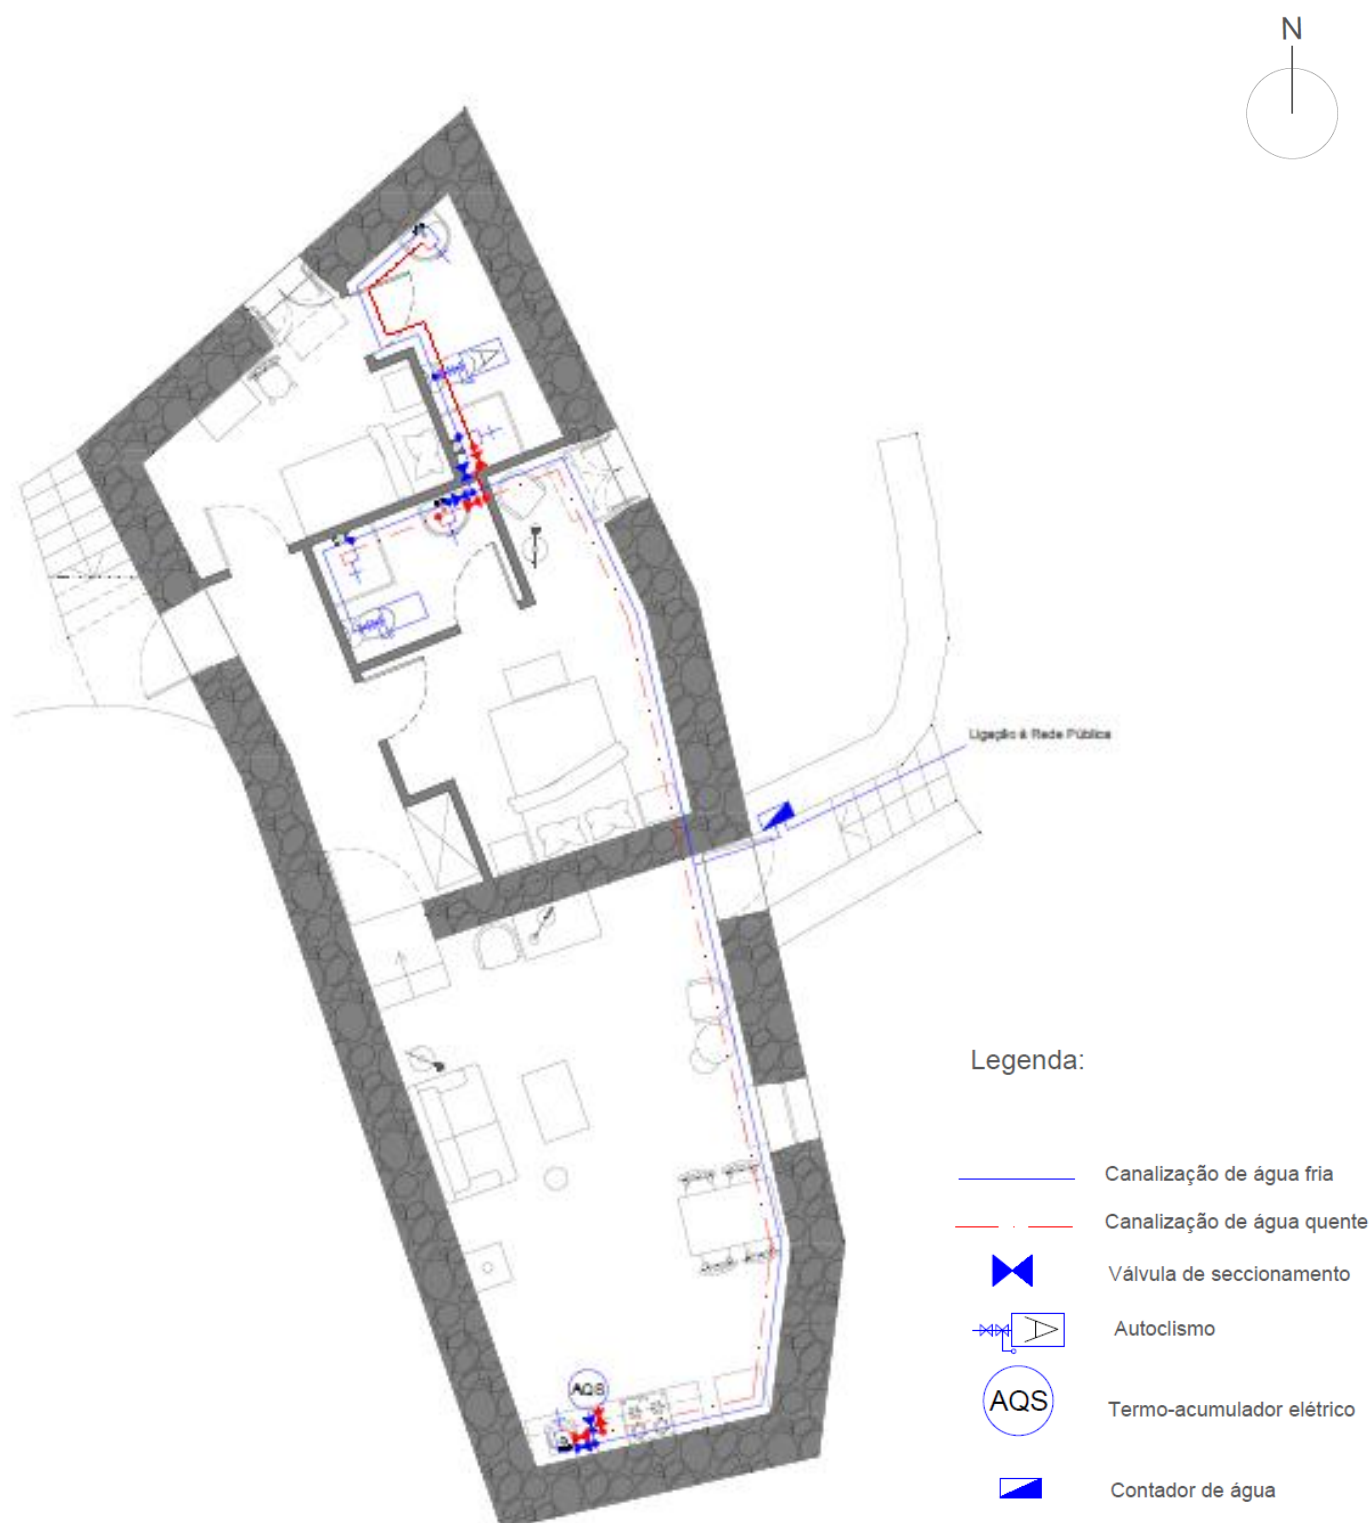 N
Ligação à Rede Pública
Legenda:
Canalização de água fria
Canalização de água quente
Válvula de seccionamento
A
Autoclismo
AQS
Termo-acumulador elétrico
Contador de água
A
AQS